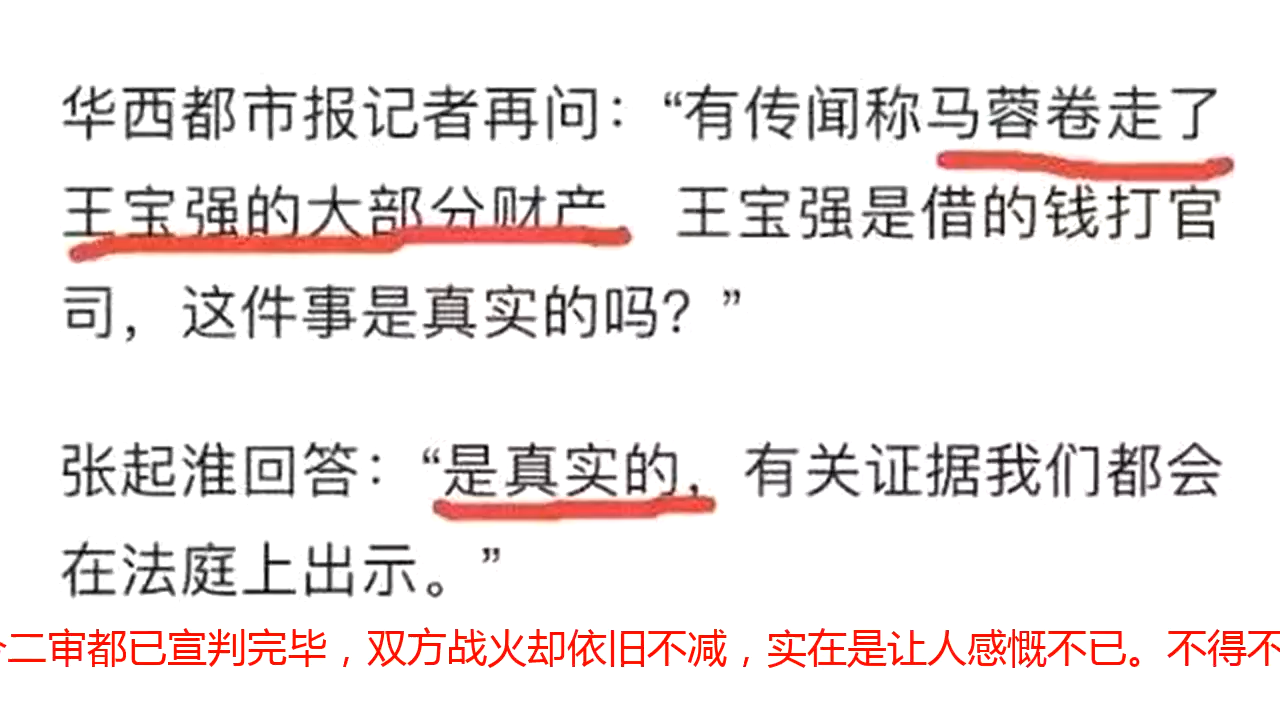 华西都市报记者再问：“有传闻称马蓉卷走了
王宝强的大部分财产，王宝强是借的钱打官
司，这件事是真实的吗？”
张起淮回答：“是真实的，有关证据我们都会
在法庭上出示。”
二审都已宣判完毕，双方战火却依旧不减，实在是让人感慨不已。不得不